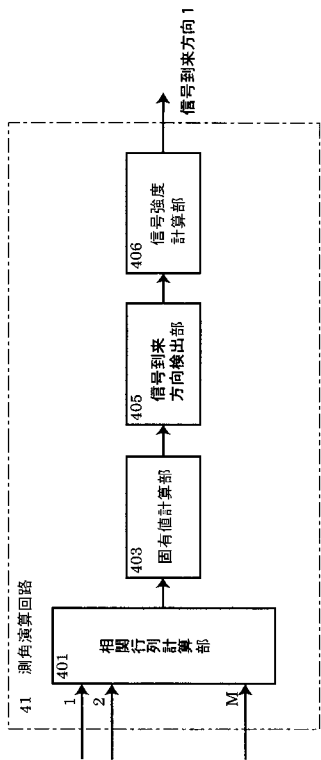 41 測角演算回路
1
2
M
401
相関行列計算部
403
固有値計算部
405
信号到来
方向検出部
406
信号強度
計算部
信号到来方向1